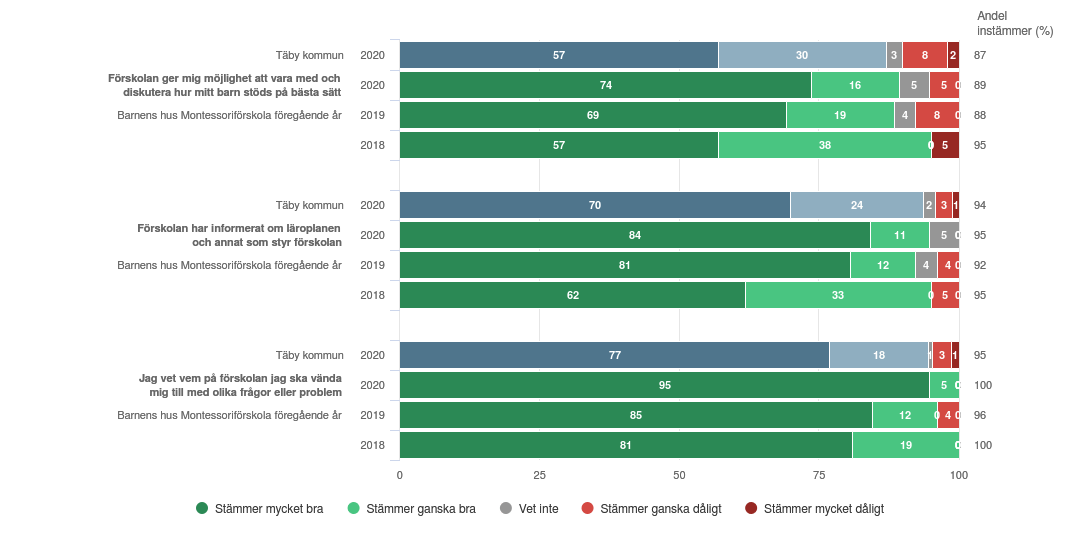 Andel
instämmer (%)
Täby kommun 2020 57 30 3 8 2 87
Förskolan ger mig möjlighet att vara med och
diskutera hur mitt barn stöds på bästa sätt
2020 74 16 5 5 0 89
Barnens hus Montessoriförskola föregående år 2019 69 19 4 8 0 88
2018 57 38 0 5 95
Täby kommun 2020 70 24 2 3 1 94
Förskolan har informerat om läroplanen
och annat som styr förskolan
2020 84 11 5 0 95
Barnens hus Montessoriförskola föregående år 2019 81 12 4 4 0 92
2018 62 33 0 5 0 95
Täby kommun 2020 77 18 1 3 1 95
Jag vet vem på förskolan jag ska vända
mig till med olika frågor eller problem
2020 95 5 0 100
Barnens hus Montessoriförskola föregående år 2019 85 12 0 4 0 96
2018 81 19 0 100
0 25 50 75 100
Stämmer mycket bra Stämmer ganska bra Vet inte Stämmer ganska dåligt Stämmer mycket dåligt